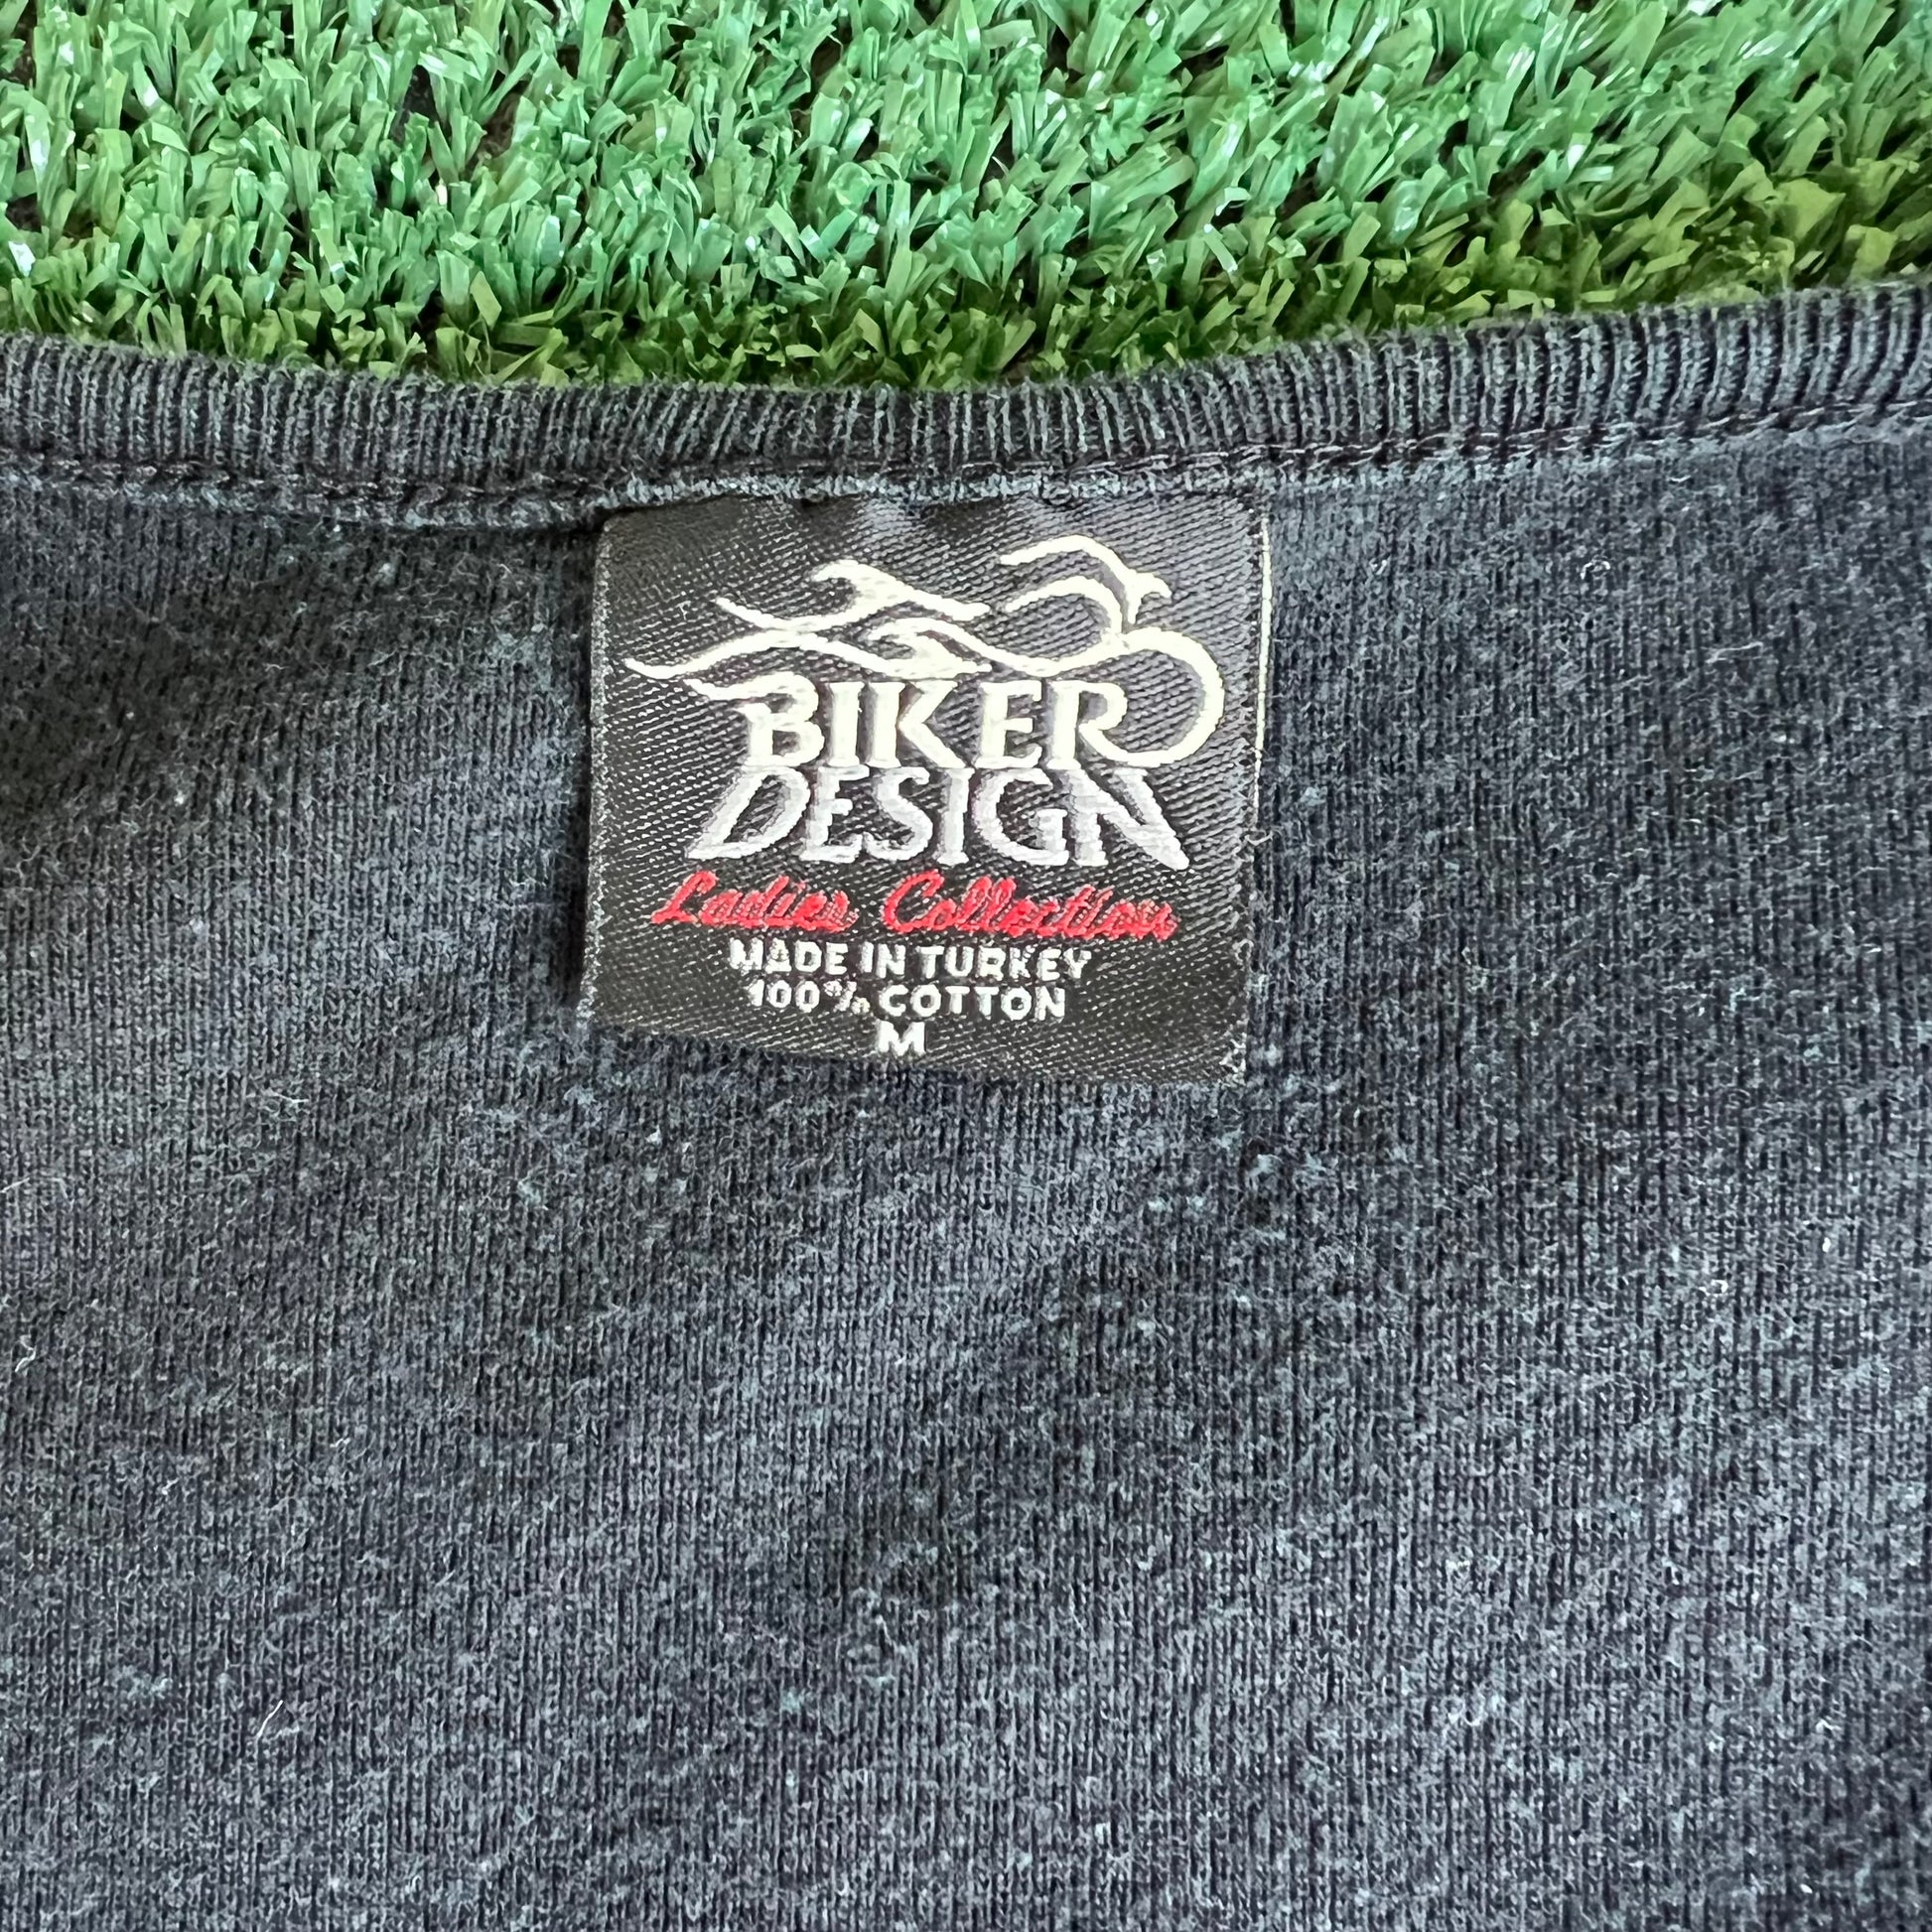 BIKER
DESIGN
Ladies Collection
MADE IN TURKEY
100% COTTON
M